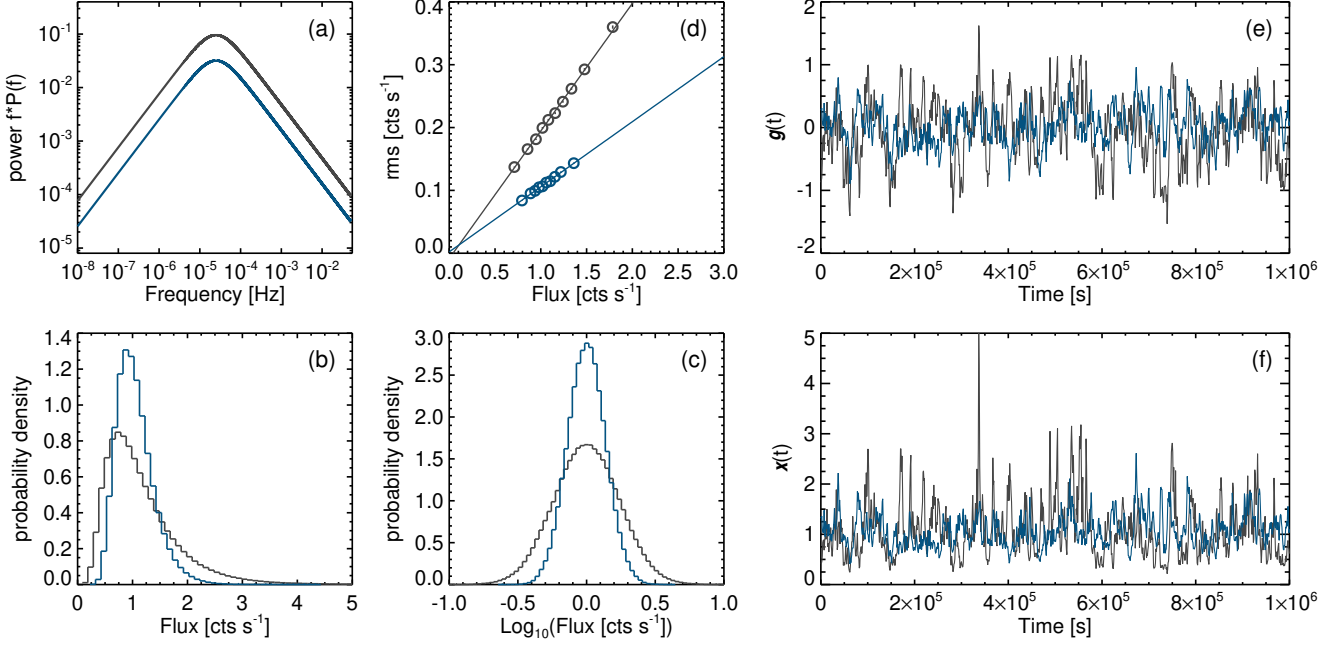 (a)
power f*P(f)
10⁻¹
10⁻²
10⁻³
10⁻⁴
10⁻⁵
10⁻⁸ 10⁻⁷ 10⁻⁶ 10⁻⁵ 10⁻⁴ 10⁻³ 10⁻²
Frequency [Hz]
(d)
rms [cts s⁻¹]
0.4
0.3
0.2
0.1
0.0
0.0 0.5 1.0 1.5 2.0 2.5 3.0
Flux [cts s⁻¹]
(e)
g(t)
2
1
0
-1
-2
0 2×10⁵ 4×10⁵ 6×10⁵ 8×10⁵ 1×10⁶
Time [s]
(b)
probability density
1.4
1.2
1.0
0.8
0.6
0.4
0.2
0.0
0 1 2 3 4 5
Flux [cts s⁻¹]
(c)
probability density
3.0
2.5
2.0
1.5
1.0
0.5
0.0
-1.0 -0.5 0.0 0.5 1.0
Log₁₀(Flux [cts s⁻¹])
(f)
x(t)
5
4
3
2
1
0
0 2×10⁵ 4×10⁵ 6×10⁵ 8×10⁵ 1×10⁶
Time [s]